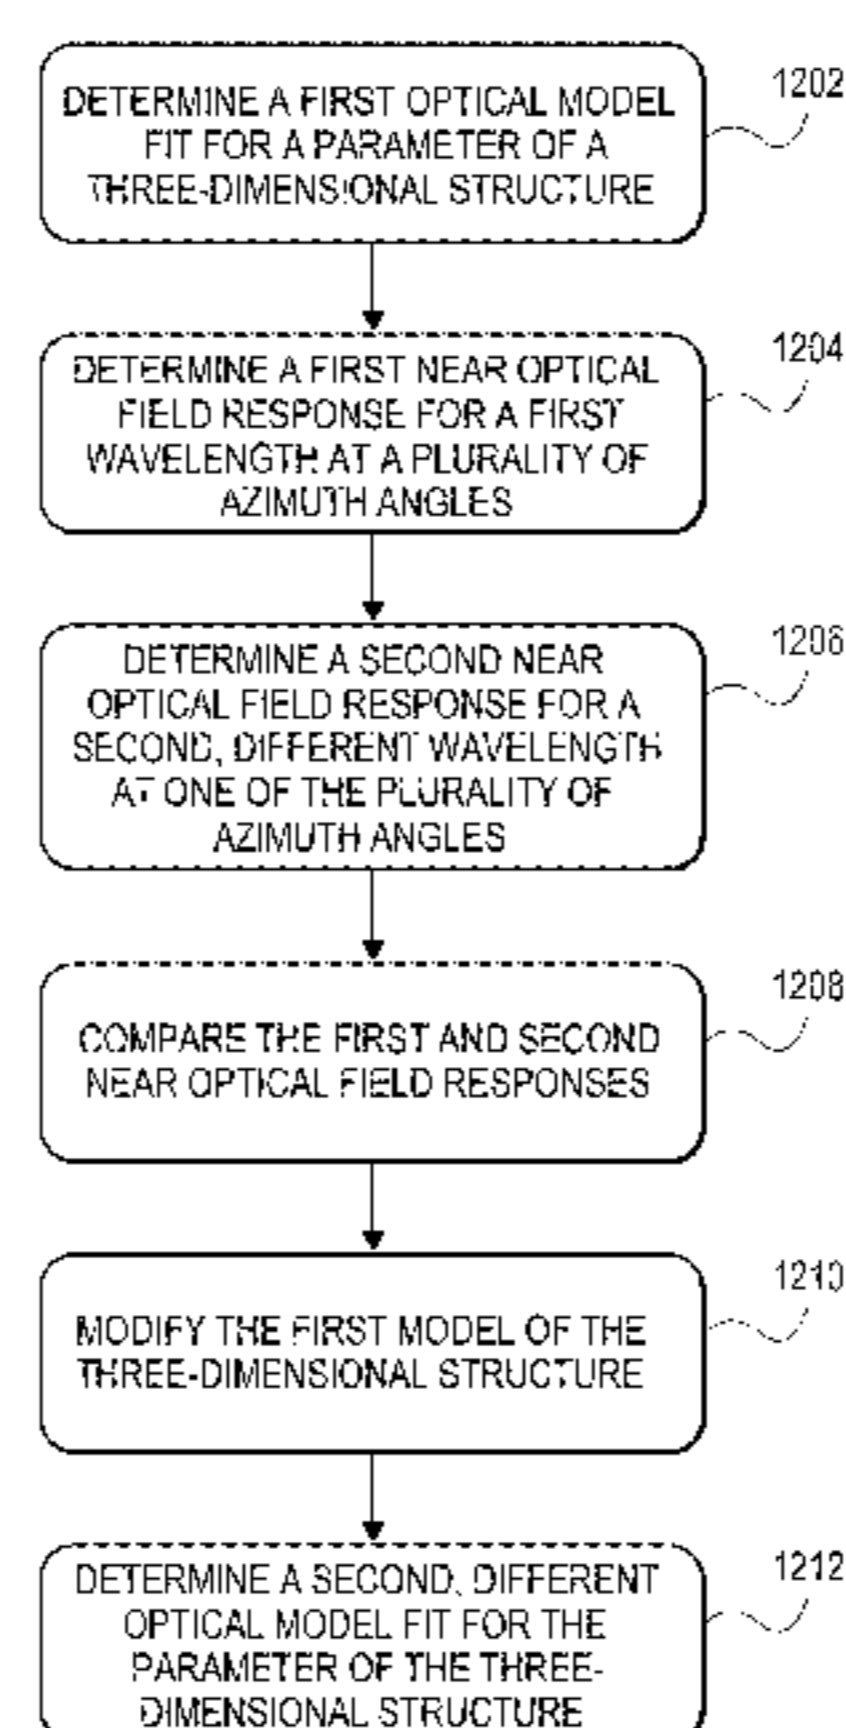 DETERMINE A FIRST OPTICAL MODEL
FIT FOR A PARAMETER OF A
THREE-DIMENSIONAL STRUCTURE
1202
DETERMINE A FIRST NEAR OPTICAL
FIELD RESPONSE FOR A FIRST
WAVELENGTH AT A PLURALITY OF
AZIMUTH ANGLES
1204
DETERMINE A SECOND NEAR
OPTICAL FIELD RESPONSE FOR A
SECOND, DIFFERENT WAVELENGTH
AT ONE OF THE PLURALITY OF
AZIMUTH ANGLES
1206
COMPARE THE FIRST AND SECOND
NEAR OPTICAL FIELD RESPONSES
1208
MODIFY THE FIRST MODEL OF THE
THREE-DIMENSIONAL STRUCTURE
1210
DETERMINE A SECOND, DIFFERENT
OPTICAL MODEL FIT FOR THE
PARAMETER OF THE THREE-
DIMENSIONAL STRUCTURE
1212